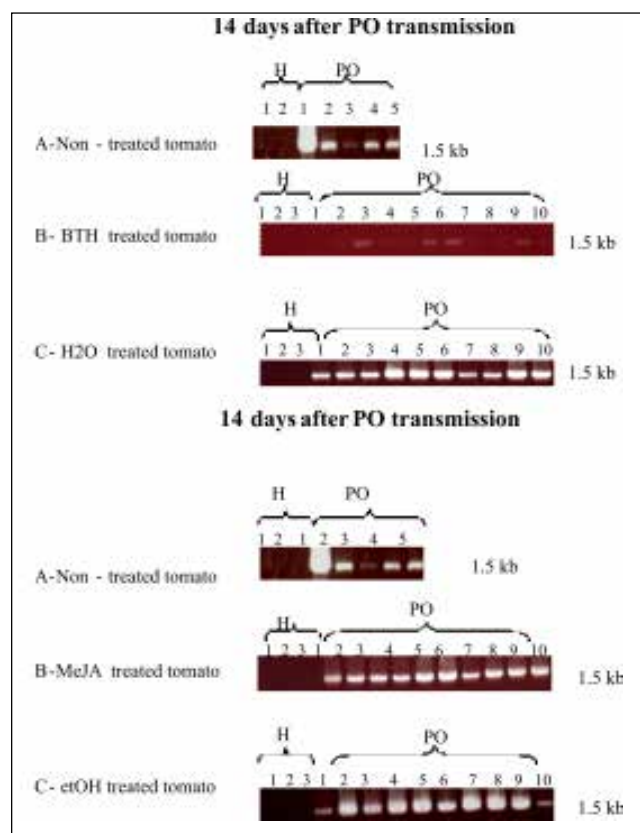 14 days after PO transmission
H PO
1 2 1 2 3 4 5
A-Non - treated tomato 1.5 kb
H PO
1 2 3 1 2 3 4 5 6 7 8 9 10
B- BTH treated tomato 1.5 kb
H PO
C- H2O treated tomato 1 2 3 1 2 3 4 5 6 7 8 9 10
1.5 kb
14 days after PO transmission
H PO
1 2 1 2 3 4 5
A-Non - treated tomato 1.5 kb
H PO
1 2 3 1 2 3 4 5 6 7 8 9 10
B-MeJA treated tomato 1.5 kb
H PO
1 2 3 1 2 3 4 5 6 7 8 9 10
C- etOH treated tomato 1.5 kb